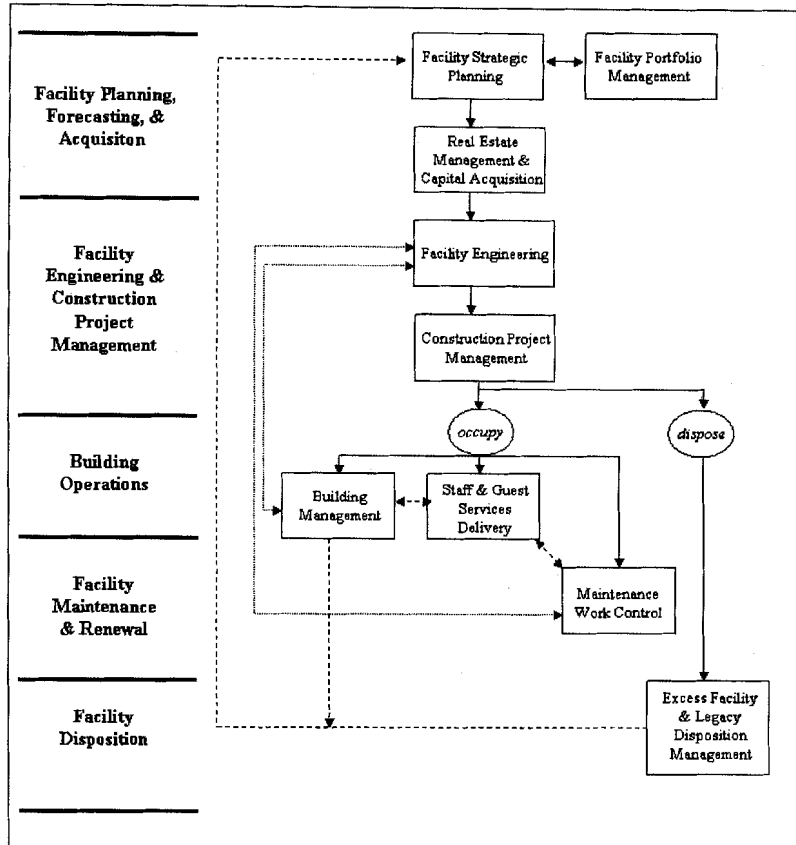 Facility Planning,
Forecasting, &
Acquisiton
Facility Strategic
Planning
Facility Portfolio
Management
Real Estate
Management &
Capital Acquisition
Facility
Engineering &
Construction
Project
Management
Facility Engineering
Construction Project
Management
occupy
dispose
Building
Operations
Building
Management
Staff & Guest
Services
Delivery
Facility
Maintenance
& Renewal
Maintenance
Work Control
Facility
Disposition
Excess Facility
& Legacy
Disposition
Management